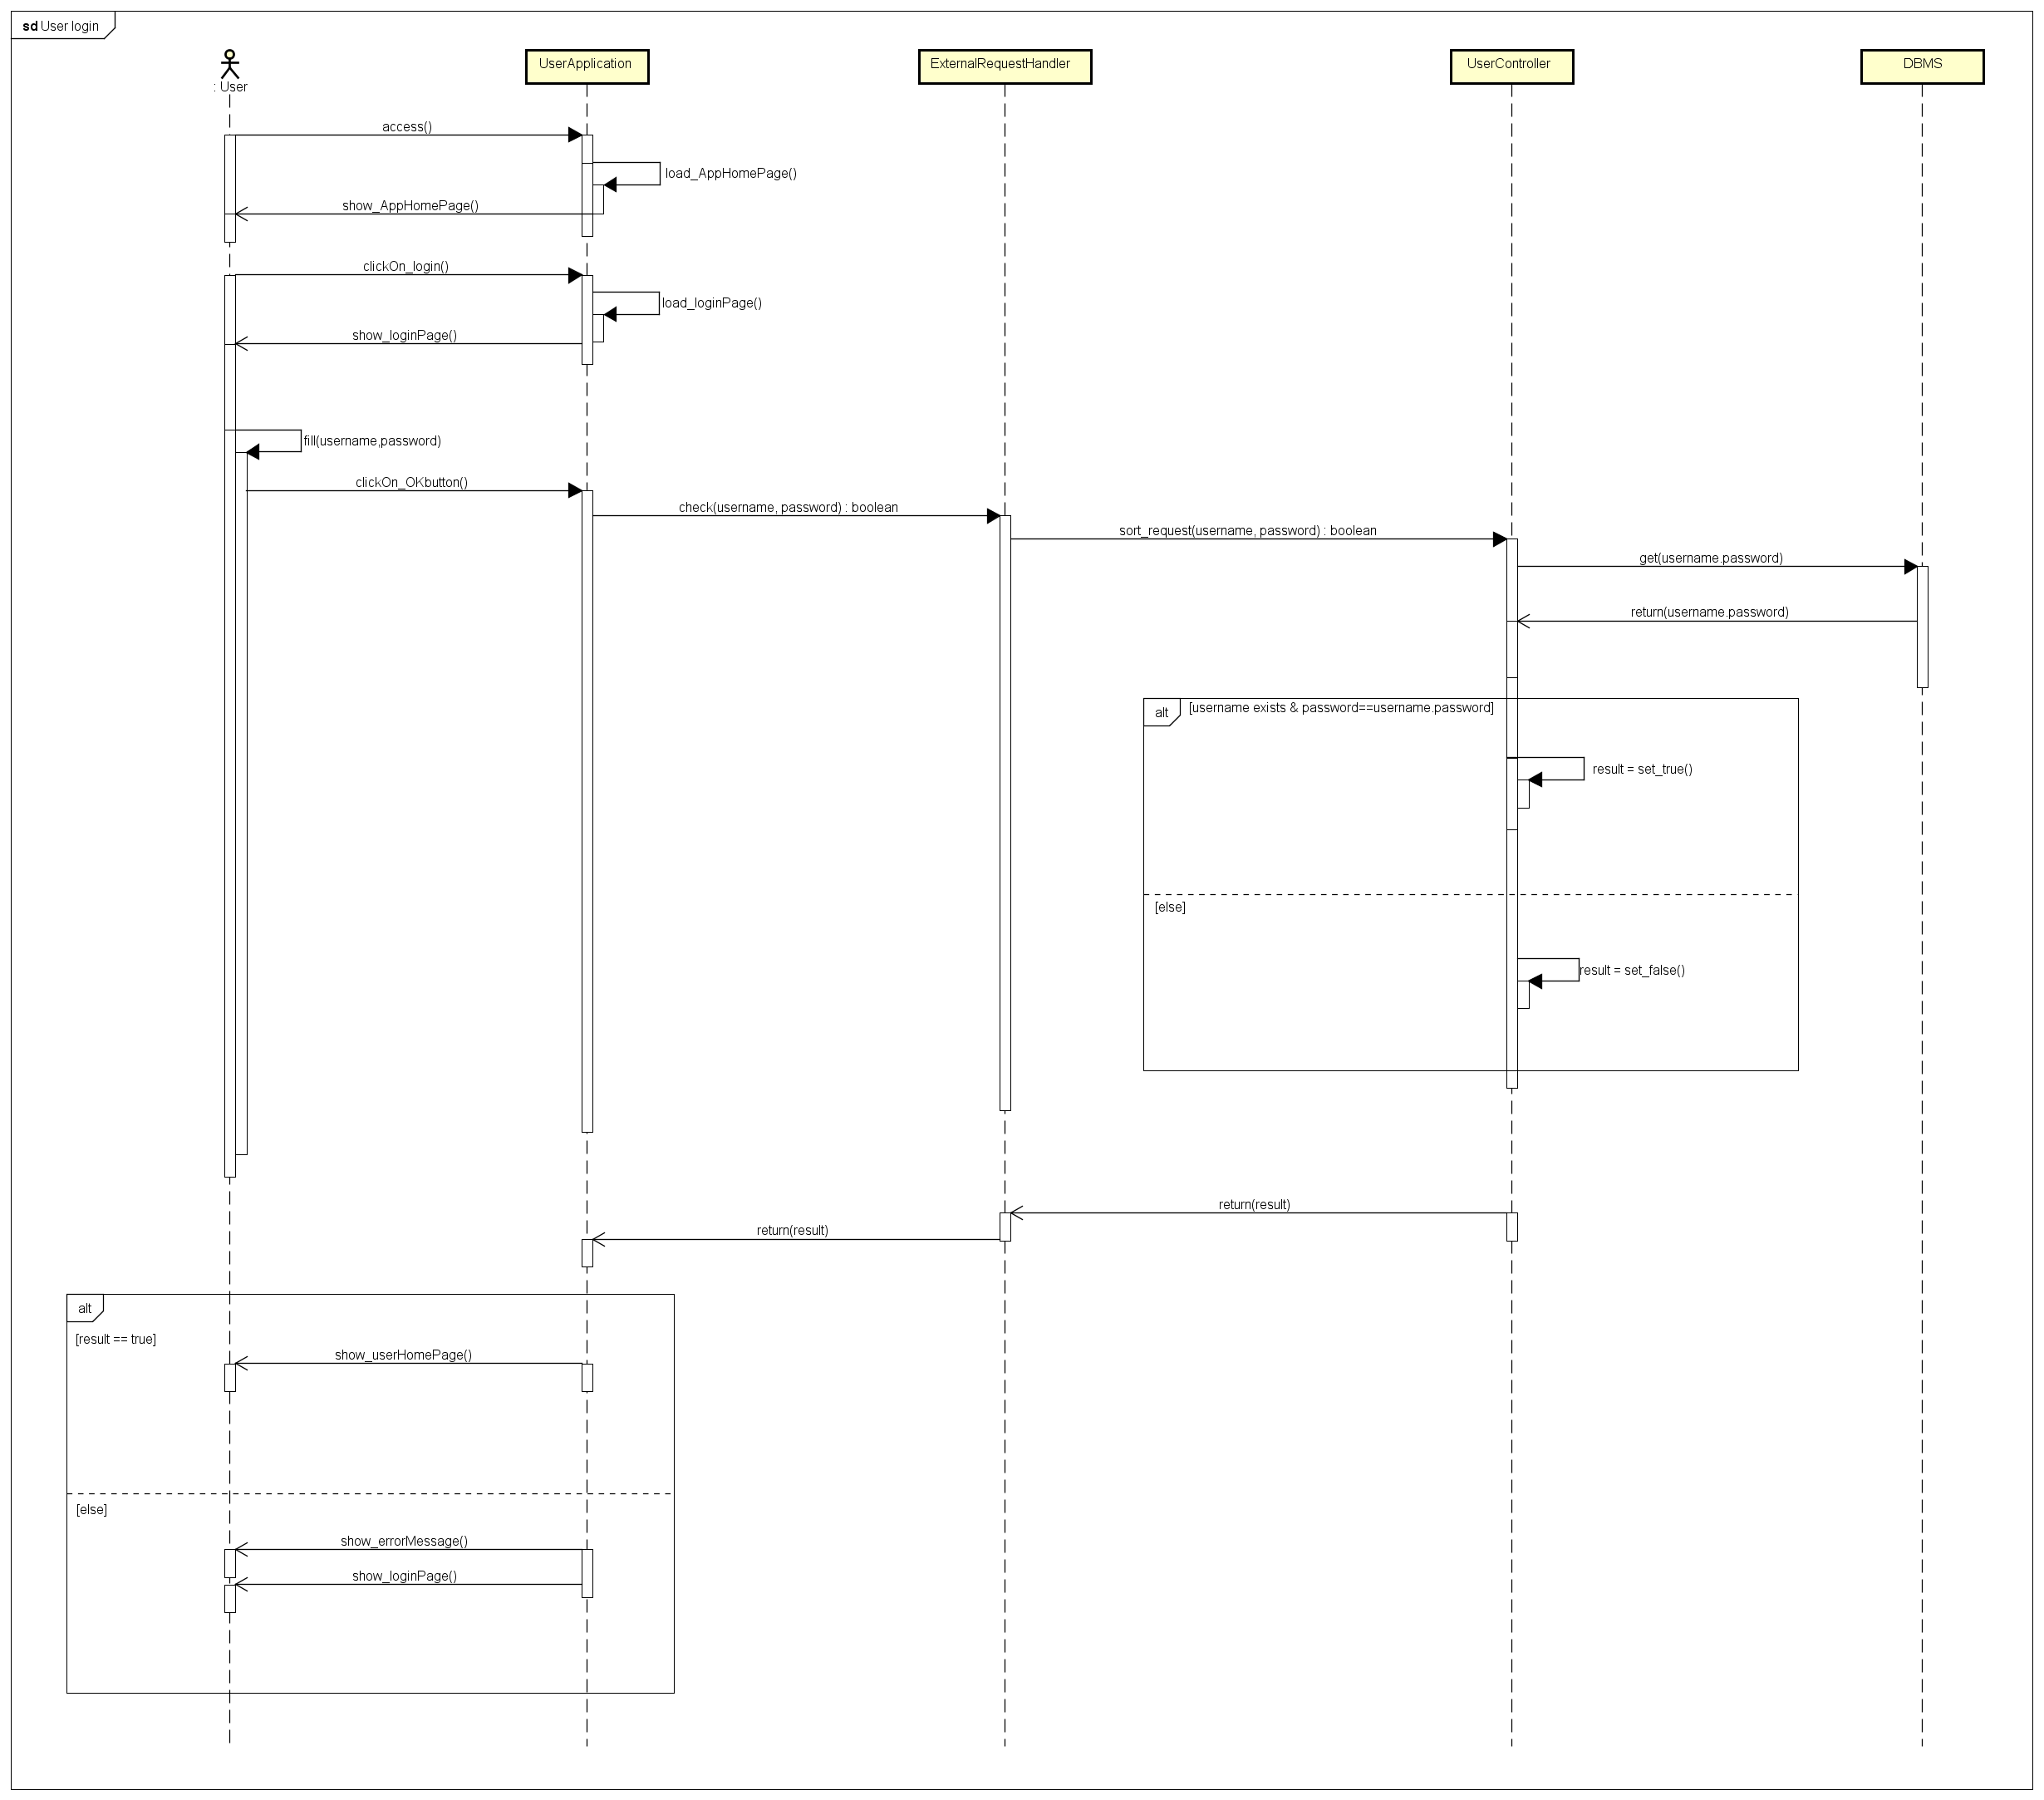 sd User login
: User
UserApplication
ExternalRequestHandler
UserController
DBMS
access()
load_AppHomePage()
show_AppHomePage()
clickOn_login()
load_loginPage()
show_loginPage()
fill(username,password)
clickOn_OKbutton()
check(username, password) : boolean
sort_request(username, password) : boolean
get(username.password)
return(username.password)
alt
[username exists & password==username.password]
result = set_true()
[else]
result = set_false()
return(result)
return(result)
alt
[result == true]
show_userHomePage()
[else]
show_errorMessage()
show_loginPage()